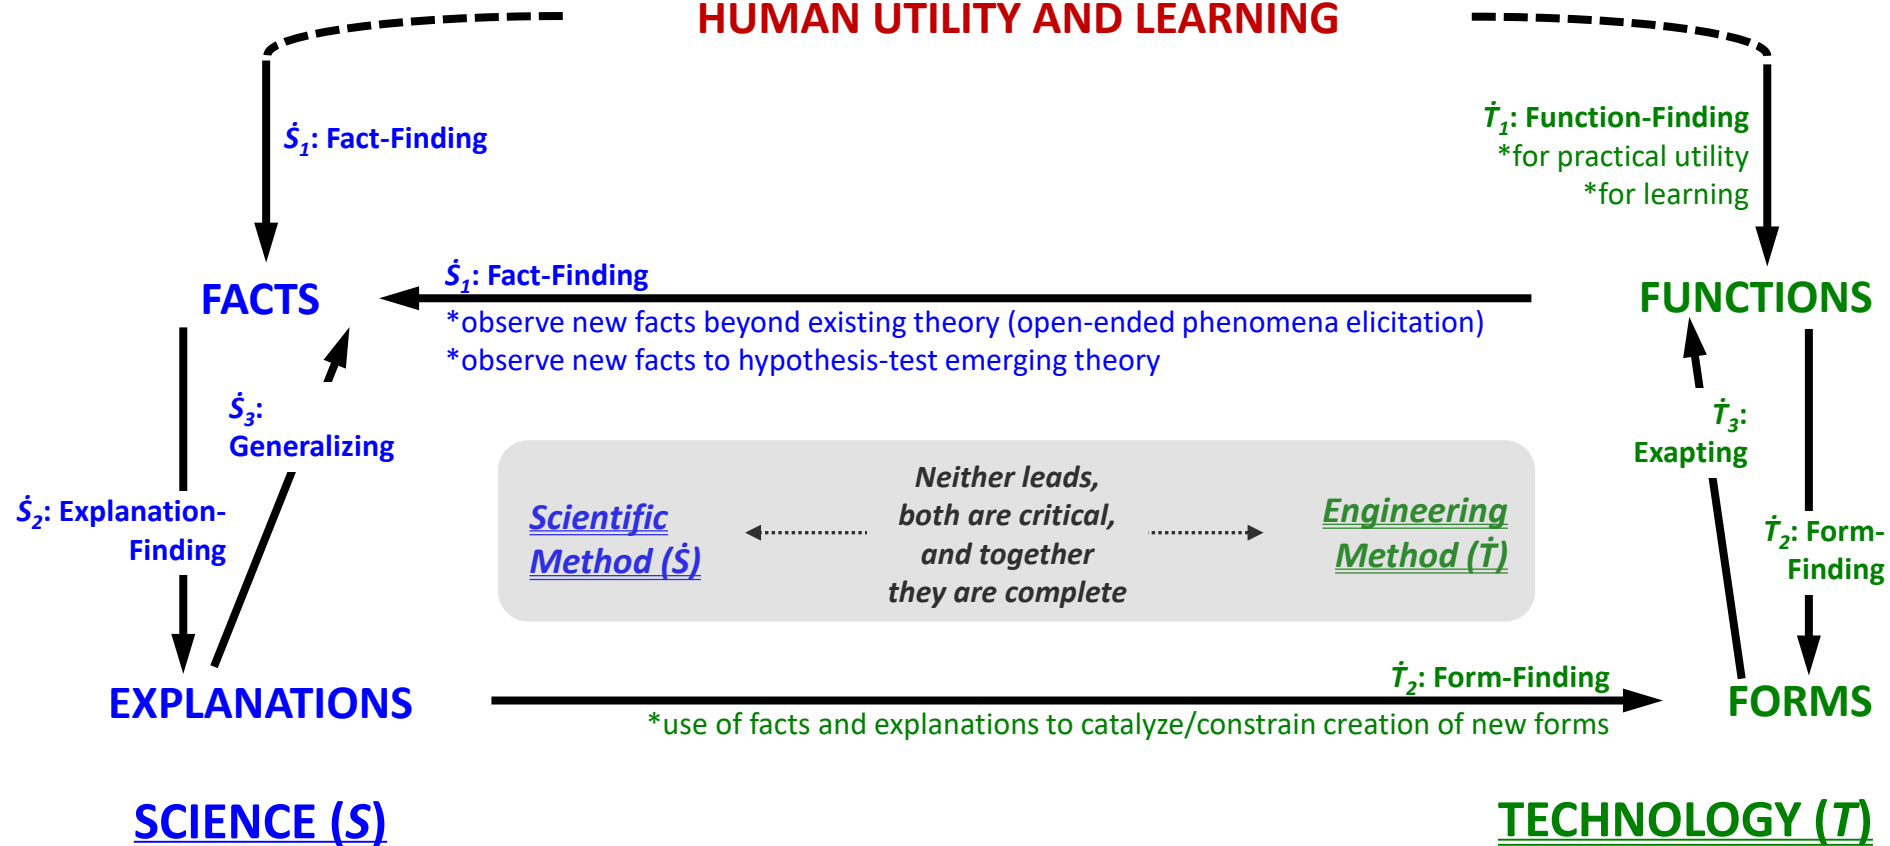 HUMAN UTILITY AND LEARNING
Ṡ1: Fact-Finding
Ṫ1: Function-Finding
*for practical utility
*for learning
FACTS
Ṡ1: Fact-Finding
*observe new facts beyond existing theory (open-ended phenomena elicitation)
*observe new facts to hypothesis-test emerging theory
FUNCTIONS
Ṡ3:
Generalizing
Ṫ3:
Exapting
Ṡ2: Explanation-
Finding
Scientific
Method (Ṡ)
Neither leads,
both are critical,
and together
they are complete
Engineering
Method (Ṫ)
Ṫ2: Form-
Finding
EXPLANATIONS
Ṫ2: Form-Finding
*use of facts and explanations to catalyze/constrain creation of new forms
FORMS
SCIENCE (S)
TECHNOLOGY (T)